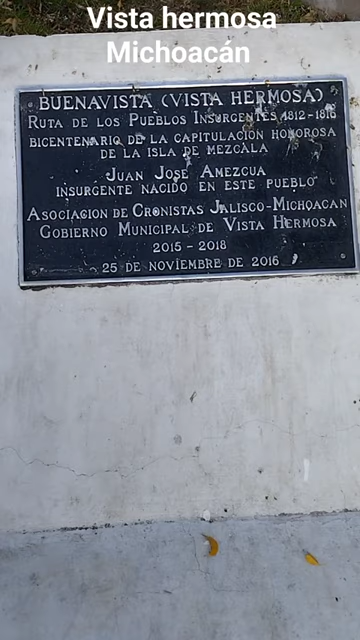 Vista hermosa
Michoacán
BUENAVISTA (VISTA HERMOSA)
RUTA DE LOS PUEBLOS INSURGENTES 1812-1816
BICENTENARIO DE LA CAPITULACIÓN HONOROSA
DE LA ISLA DE MEZCALA
JUAN JOSÉ AMEZCUA
INSURGENTE NACIDO EN ESTE PUEBLO
ASOCIACION DE CRONISTAS JALISCO-MICHOACAN
GOBIERNO MUNICIPAL DE VISTA HERMOSA
2015 - 2018
25 DE NOVIEMBRE DE 2016